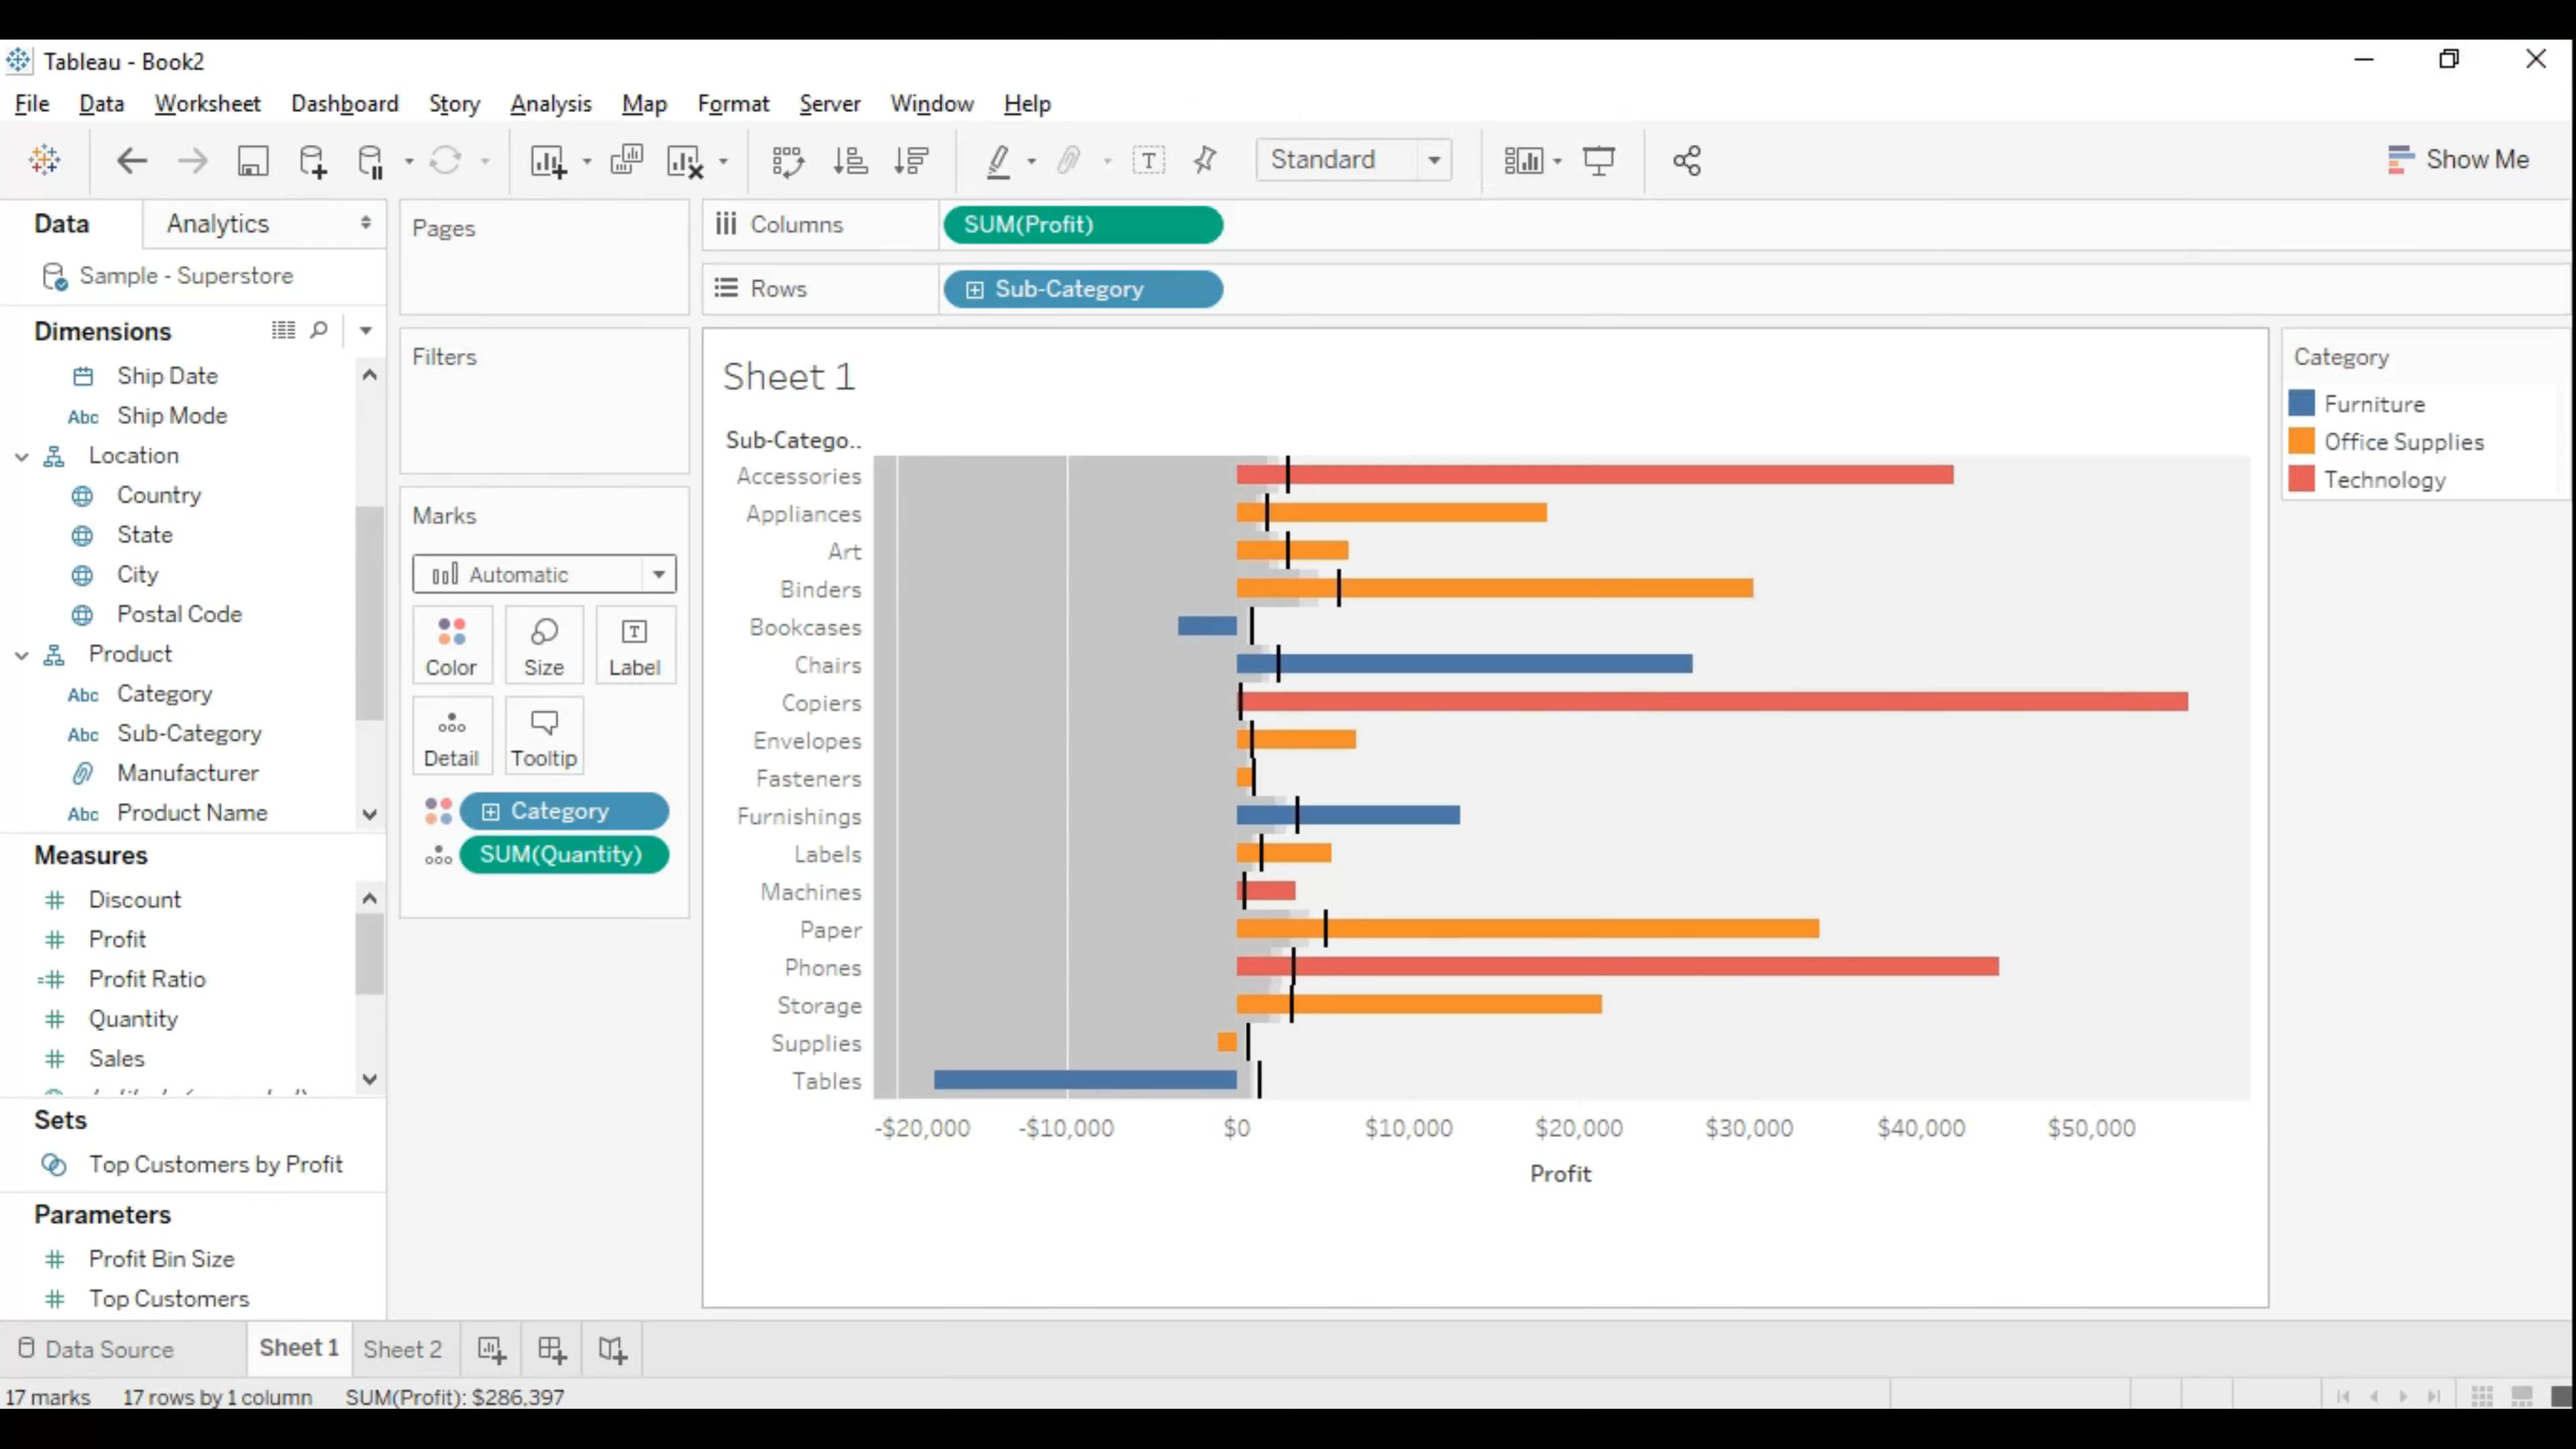 Tableau - Book2
File Data Worksheet Dashboard Story Analysis Map Format Server Window Help
Standard
Show Me
Data Analytics
Sample - Superstore
Dimensions
Ship Date
Abc Ship Mode
Location
Country
State
City
Postal Code
Product
Abc Category
Abc Sub-Category
Manufacturer
Abc Product Name
Measures
# Discount
# Profit
=# Profit Ratio
# Quantity
# Sales
Sets
Top Customers by Profit
Parameters
# Profit Bin Size
# Top Customers
Pages
Filters
Marks
Automatic
Color Size T Label
Detail Tooltip
Category
SUM(Quantity)
Columns SUM(Profit)
Rows Sub-Category
Sheet 1
Sub-Catego..
Accessories
Appliances
Art
Binders
Bookcases
Chairs
Copiers
Envelopes
Fasteners
Furnishings
Labels
Machines
Paper
Phones
Storage
Supplies
Tables
-$20,000 -$10,000 $0 $10,000 $20,000 $30,000 $40,000 $50,000
Profit
Category
Furniture
Office Supplies
Technology
Data Source Sheet 1 Sheet 2
17 marks 17 rows by 1 column SUM(Profit): $286,397